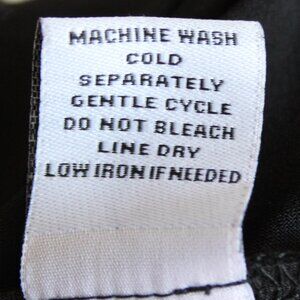 MACHINE WASH
COLD
SEPARATELY
GENTLE CYCLE
DO NOT BLEACH
LINE DRY
LOW IRON IF NEEDED